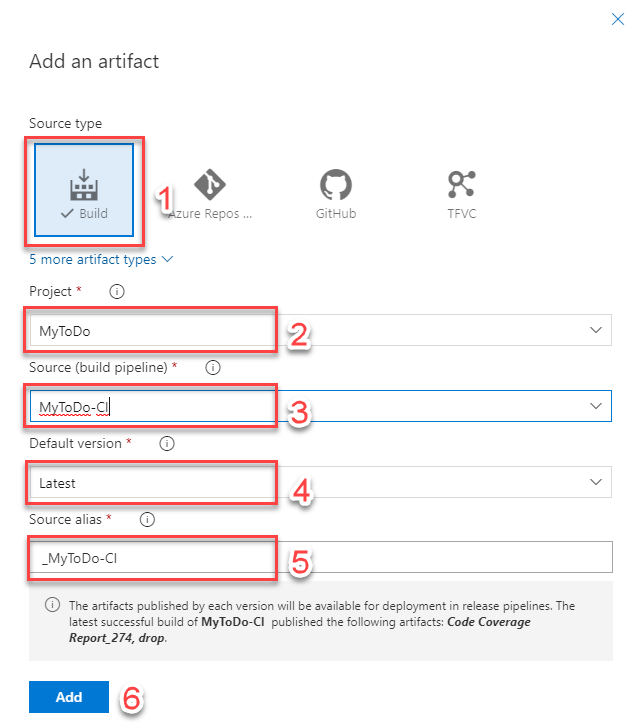 Add an artifact
Source type
Build
Azure Repos ...
GitHub
TFVC
1
5 more artifact types
Project *
MyToDo
2
Source (build pipeline) *
MyToDo-CI
3
Default version *
Latest
4
Source alias *
_MyToDo-CI
5
The artifacts published by each version will be available for deployment in release pipelines. The
latest successful build of MyToDo-CI published the following artifacts: Code Coverage
Report_274, drop.
Add
6